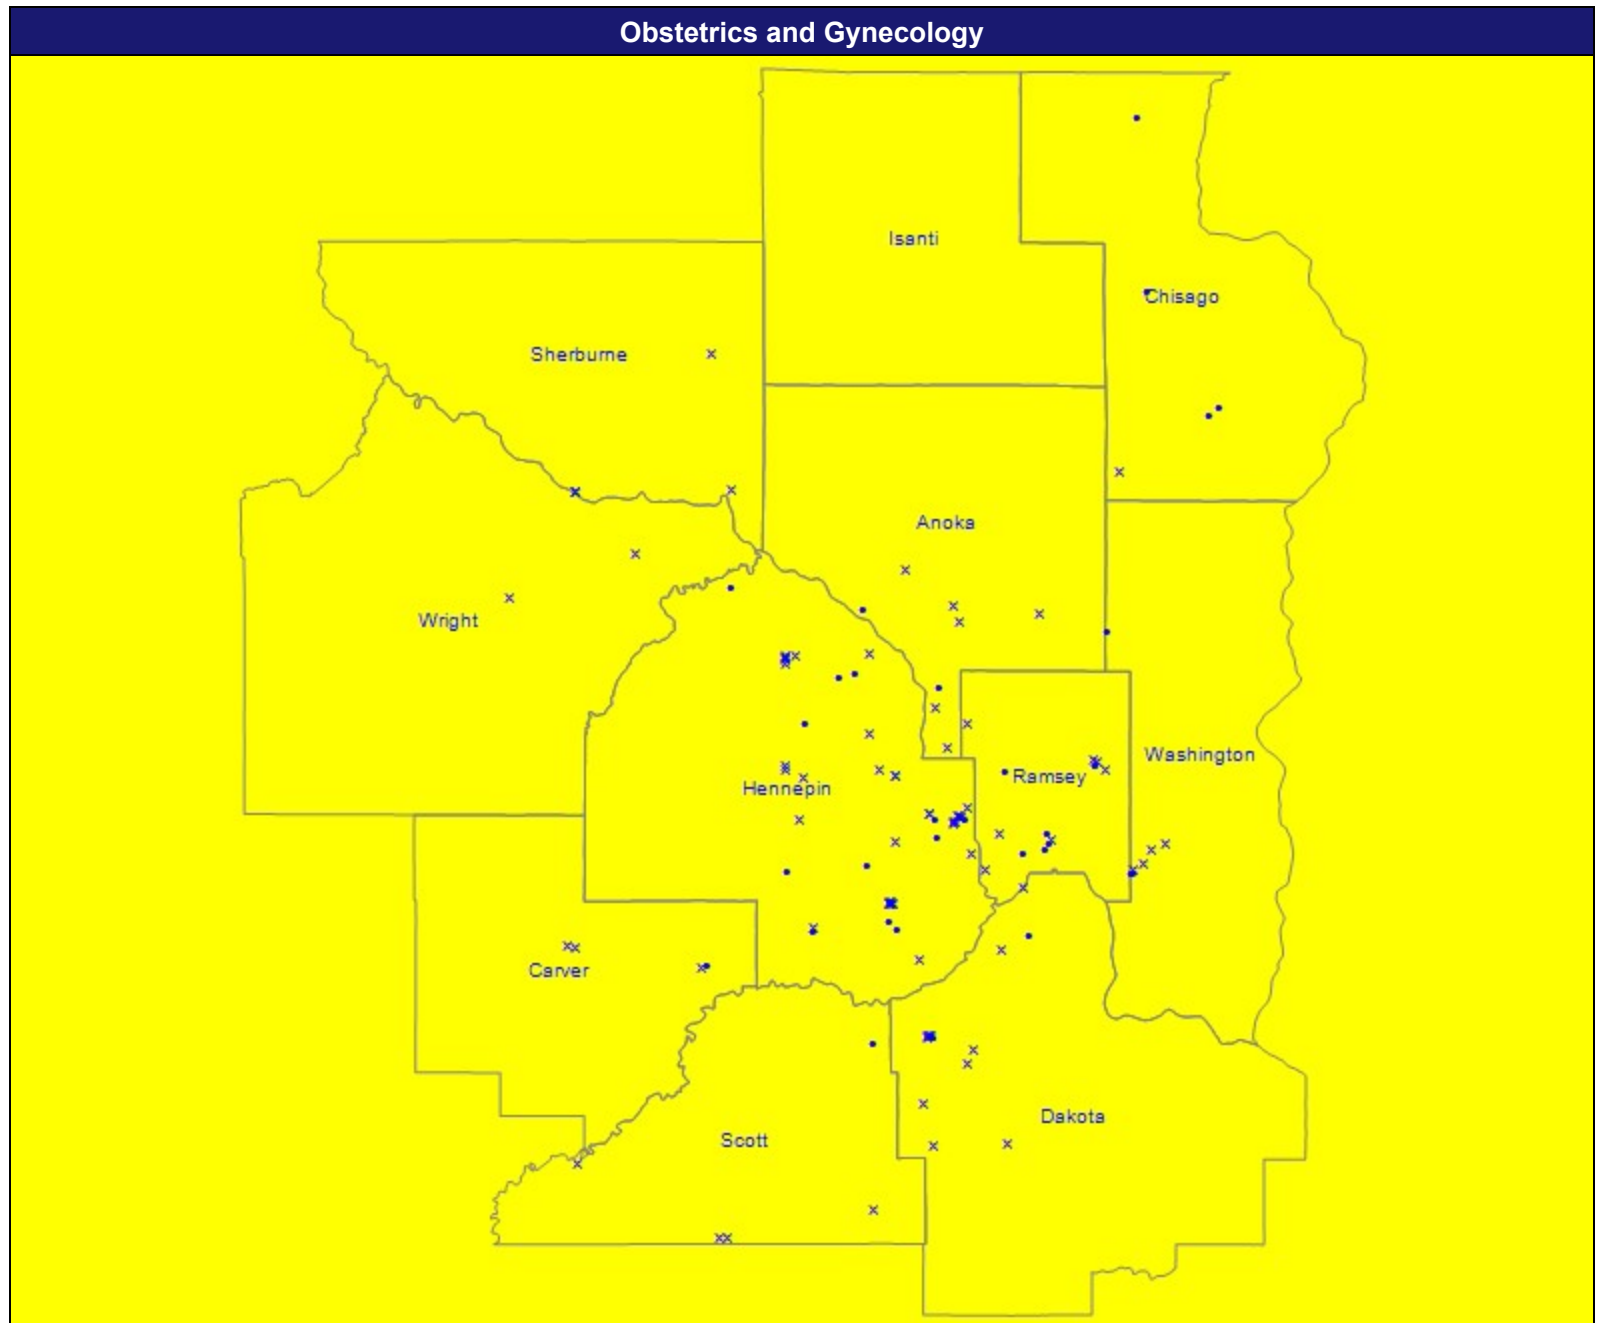 Obstetrics and Gynecology
Isanti
Chisago
Sherburne
Anoka
Wright
Washington
Ramsey
Hennepin
Carver
Dakota
Scott